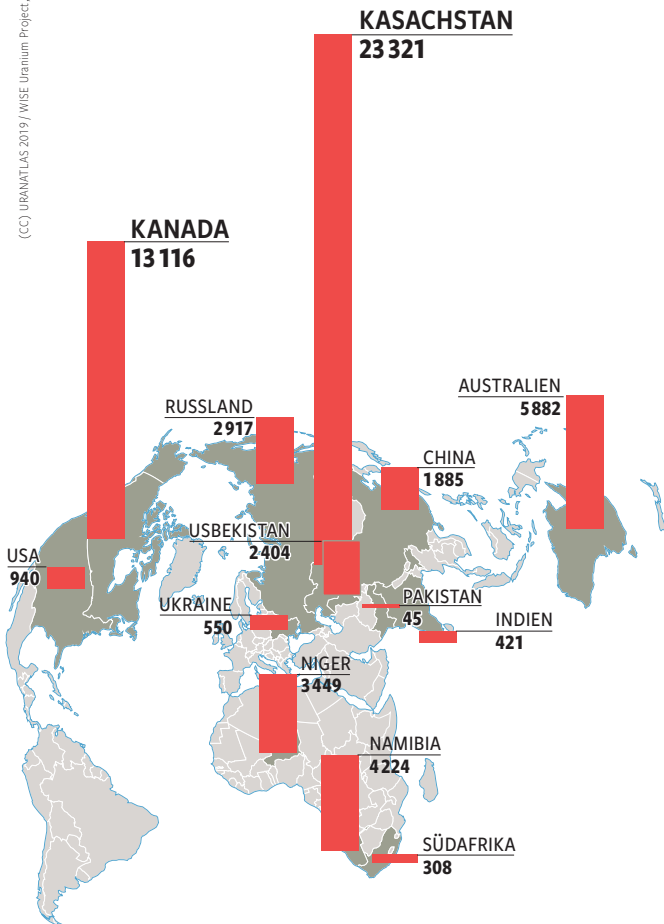 (CC) URANATLAS 2019 / WISE Uranium Project,
KASACHSTAN
23 321
KANADA
13 116
AUSTRALIEN
5 882
RUSSLAND
2 917
CHINA
1 885
USBEKISTAN
2 404
USA
940
PAKISTAN
45
UKRAINE
550
INDIEN
421
NIGER
3 449
NAMIBIA
4 224
SÜDAFRIKA
308